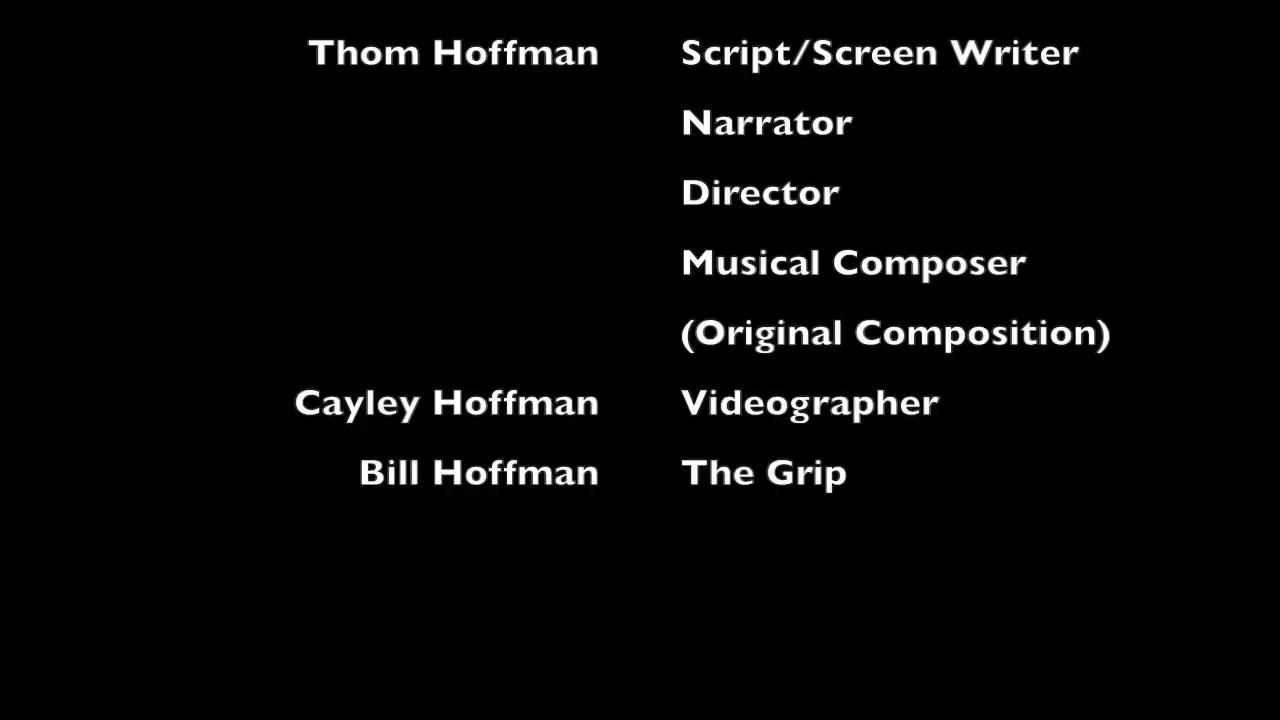 Thom Hoffman Script/Screen Writer
Narrator
Director
Musical Composer
(Original Composition)
Cayley Hoffman Videographer
Bill Hoffman The Grip